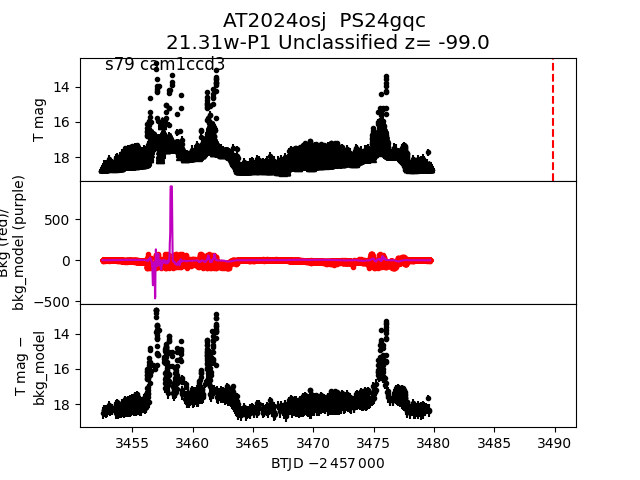 AT2024osj  PS24gqc
21.31w-P1 Unclassified z= -99.0
s79 cam1ccd3
T mag
14
16
18
Bkg (red)/
bkg_model (purple)
500
0
−500
T mag −
bkg_model
14
16
18
3455 3460 3465 3470 3475 3480 3485 3490
BTJD −2 457 000